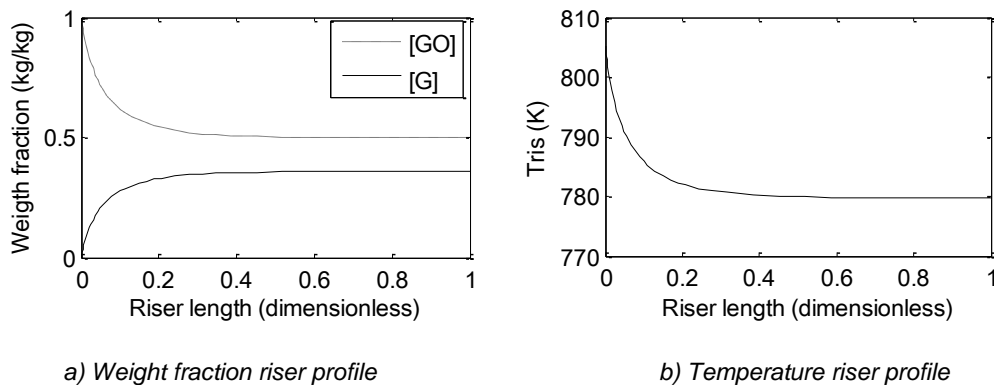 1
0.5
0
Weigth fraction (kg/kg)
[GO]
[G]
0 0.2 0.4 0.6 0.8 1
Riser length (dimensionless)
a) Weight fraction riser profile
810
800
790
780
770
Tris (K)
0 0.2 0.4 0.6 0.8 1
Riser length (dimensionless)
b) Temperature riser profile